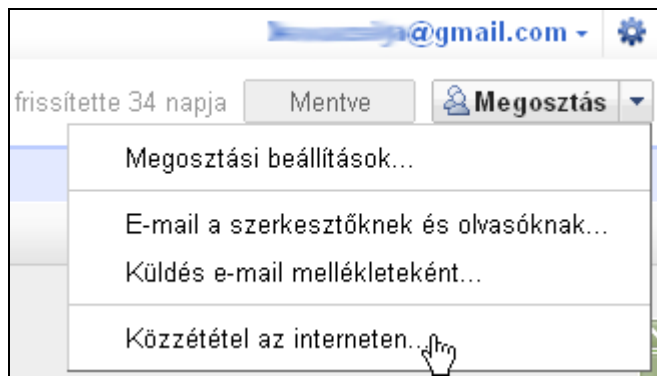 @gmail.com
frissítette 34 napja Mentve Megosztás
Megosztási beállítások...
E-mail a szerkesztőknek és olvasóknak...
Küldés e-mail mellékleteként...
Közzététel az interneten...